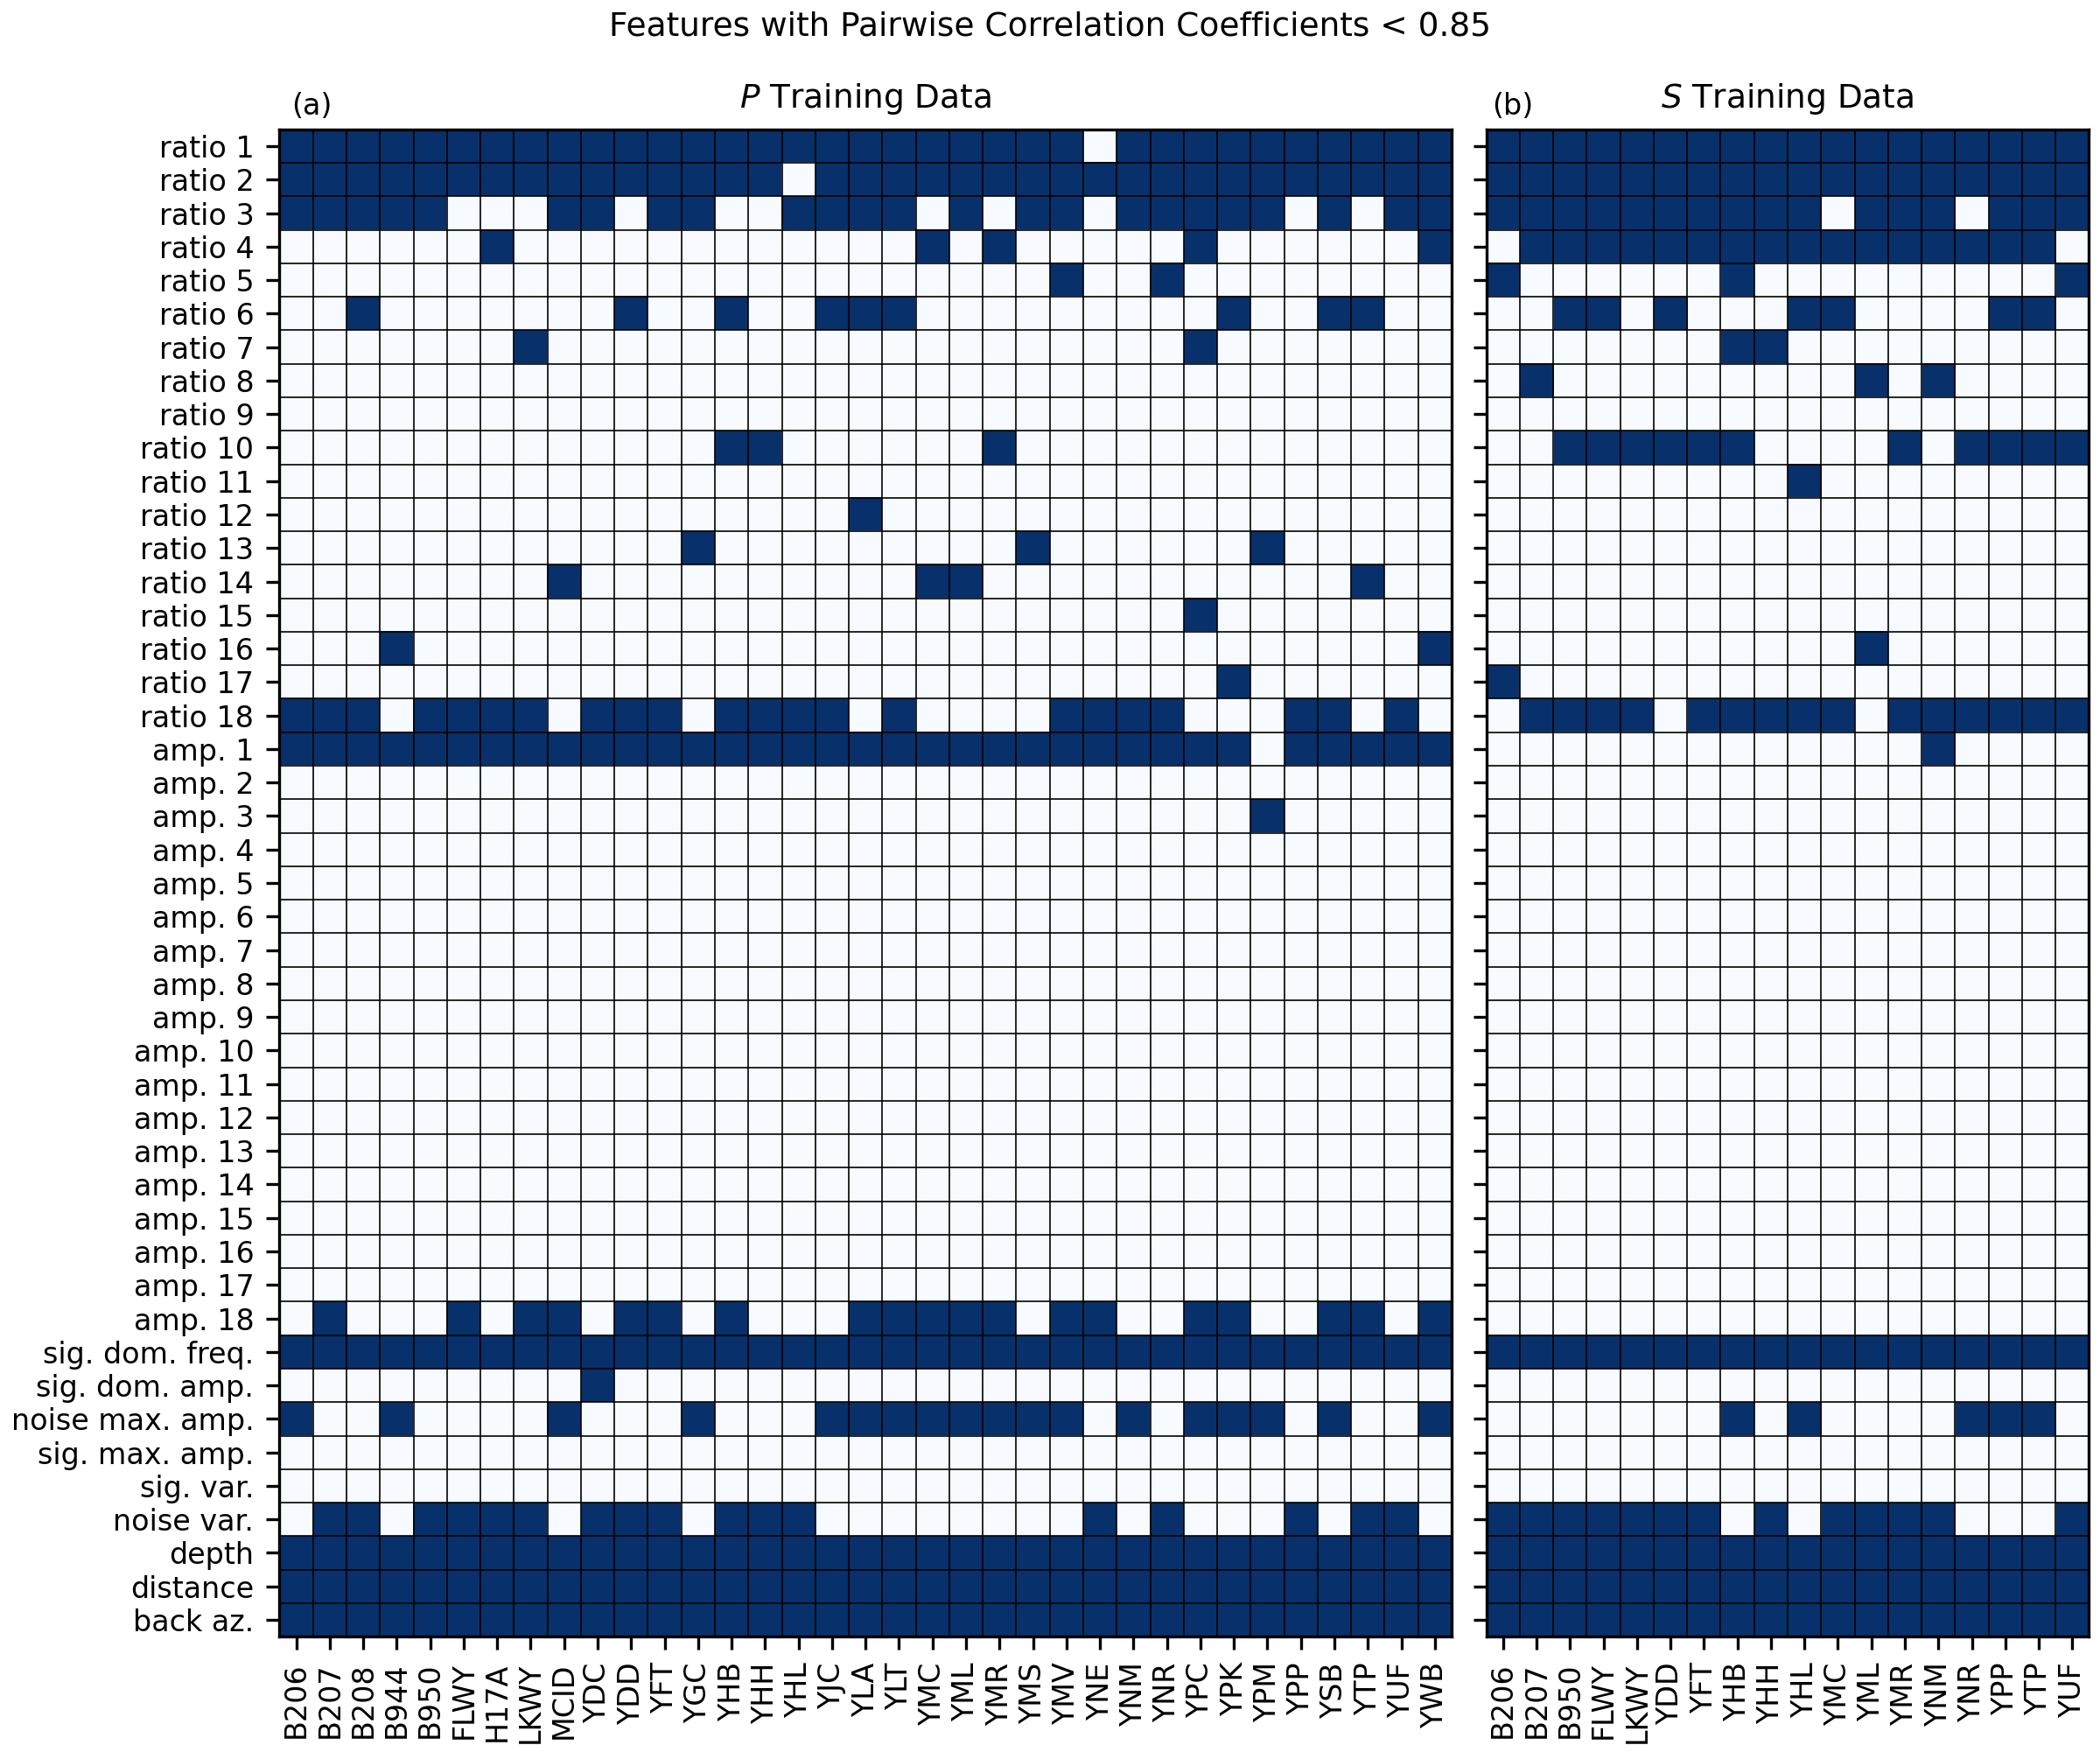 Features with Pairwise Correlation Coefficients < 0.85
(a)
P Training Data
(b)
S Training Data
ratio 1
ratio 2
ratio 3
ratio 4
ratio 5
ratio 6
ratio 7
ratio 8
ratio 9
ratio 10
ratio 11
ratio 12
ratio 13
ratio 14
ratio 15
ratio 16
ratio 17
ratio 18
amp. 1
amp. 2
amp. 3
amp. 4
amp. 5
amp. 6
amp. 7
amp. 8
amp. 9
amp. 10
amp. 11
amp. 12
amp. 13
amp. 14
amp. 15
amp. 16
amp. 17
amp. 18
sig. dom. freq.
sig. dom. amp.
noise max. amp.
sig. max. amp.
sig. var.
noise var.
depth
distance
back az.
B206
B207
B208
B944
B950
FLWY
H17A
LKWY
MCID
YDC
YDD
YFT
YGC
YHB
YHH
YHL
YJC
YLA
YLT
YMC
YML
YMR
YMS
YMV
YNE
YNM
YNR
YPC
YPK
YPM
YPP
YSB
YTP
YUF
YWB
B206
B207
B950
FLWY
LKWY
YDD
YFT
YHB
YHH
YHL
YMC
YML
YMR
YNM
YNR
YPP
YTP
YUF